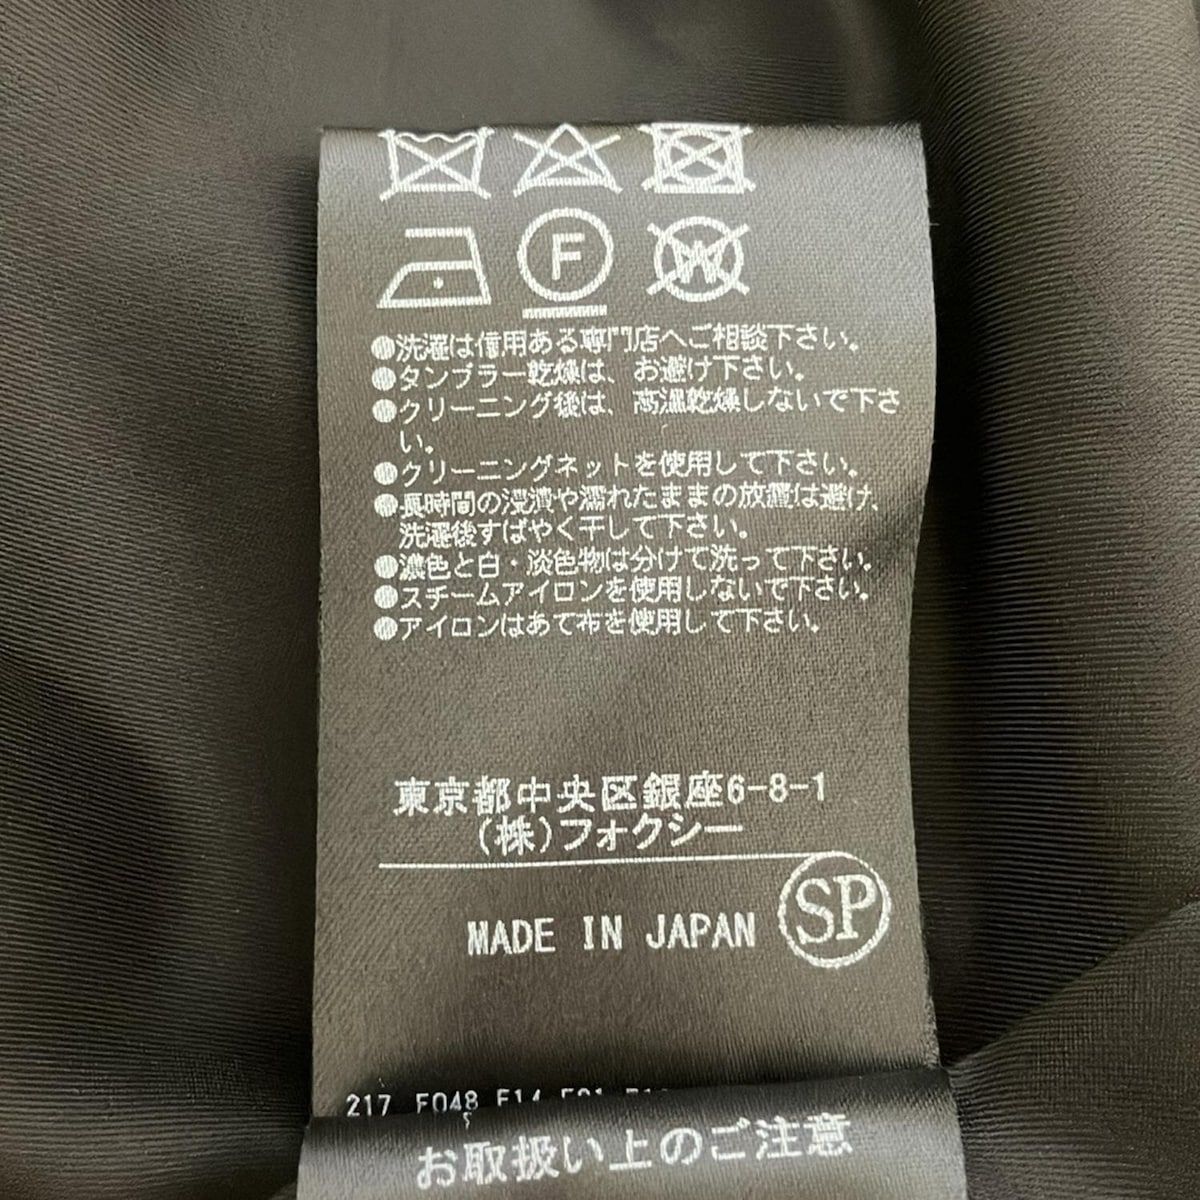 F
W
●洗濯は信用ある専門店へご相談下さい。
●タンブラー乾燥は、お避け下さい。
●クリーニング後は、高温乾燥しないで下さ
い。
●クリーニングネットを使用して下さい。
●長時間の浸漬や濡れたままの放置は避け、
洗濯後すばやく干して下さい。
●濃色と白・淡色物は分けて洗って下さい。
●スチームアイロンを使用しないで下さい。
●アイロンはあて布を使用して下さい。
東京都中央区銀座6-8-1
(株)フォクシー
MADE IN JAPAN
SP
217 F048 F14
お取扱い上のご注意